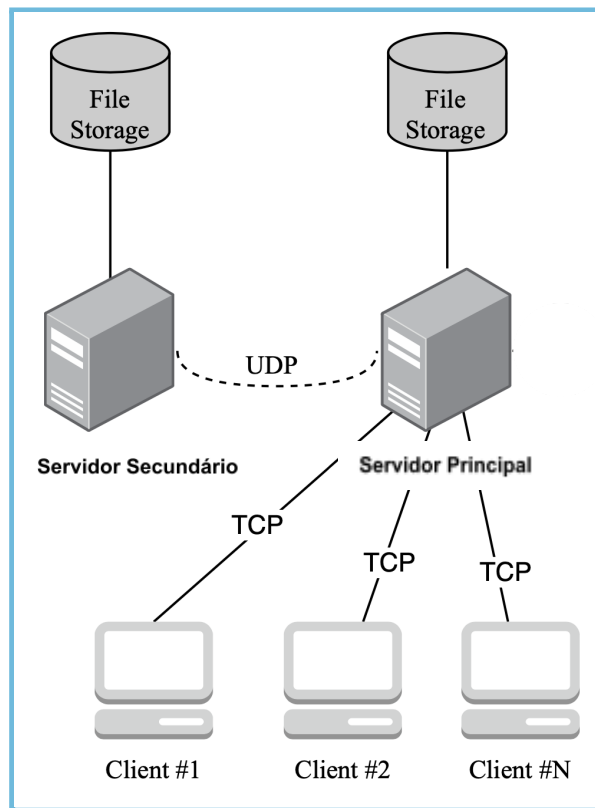 File
Storage
File
Storage
UDP
Servidor Secundário
Servidor Principal
TCP
TCP
TCP
Client #1
Client #2
Client #N